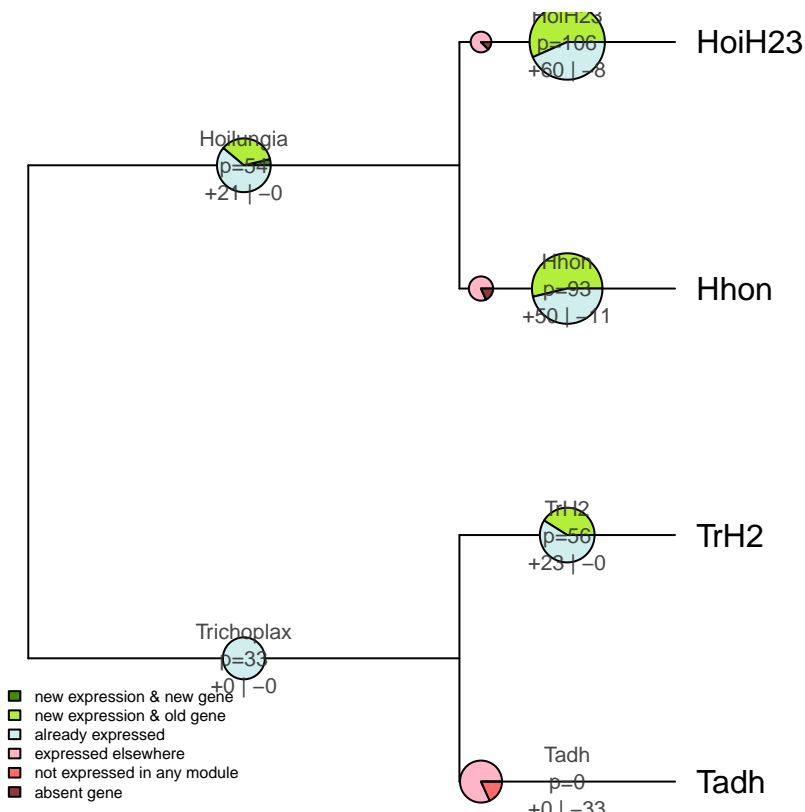 HoiH23
p=106
+60 | −8
HoiH23
Hoilungia
p=54
+21 | −0
Hhon
p=93
+50 | −11
Hhon
TrH2
p=56
+23 | −0
TrH2
Trichoplax
p=33
+0 | −0
new expression & new gene
new expression & old gene
already expressed
expressed elsewhere
not expressed in any module
absent gene
Tadh
p=0
+0 | −33
Tadh